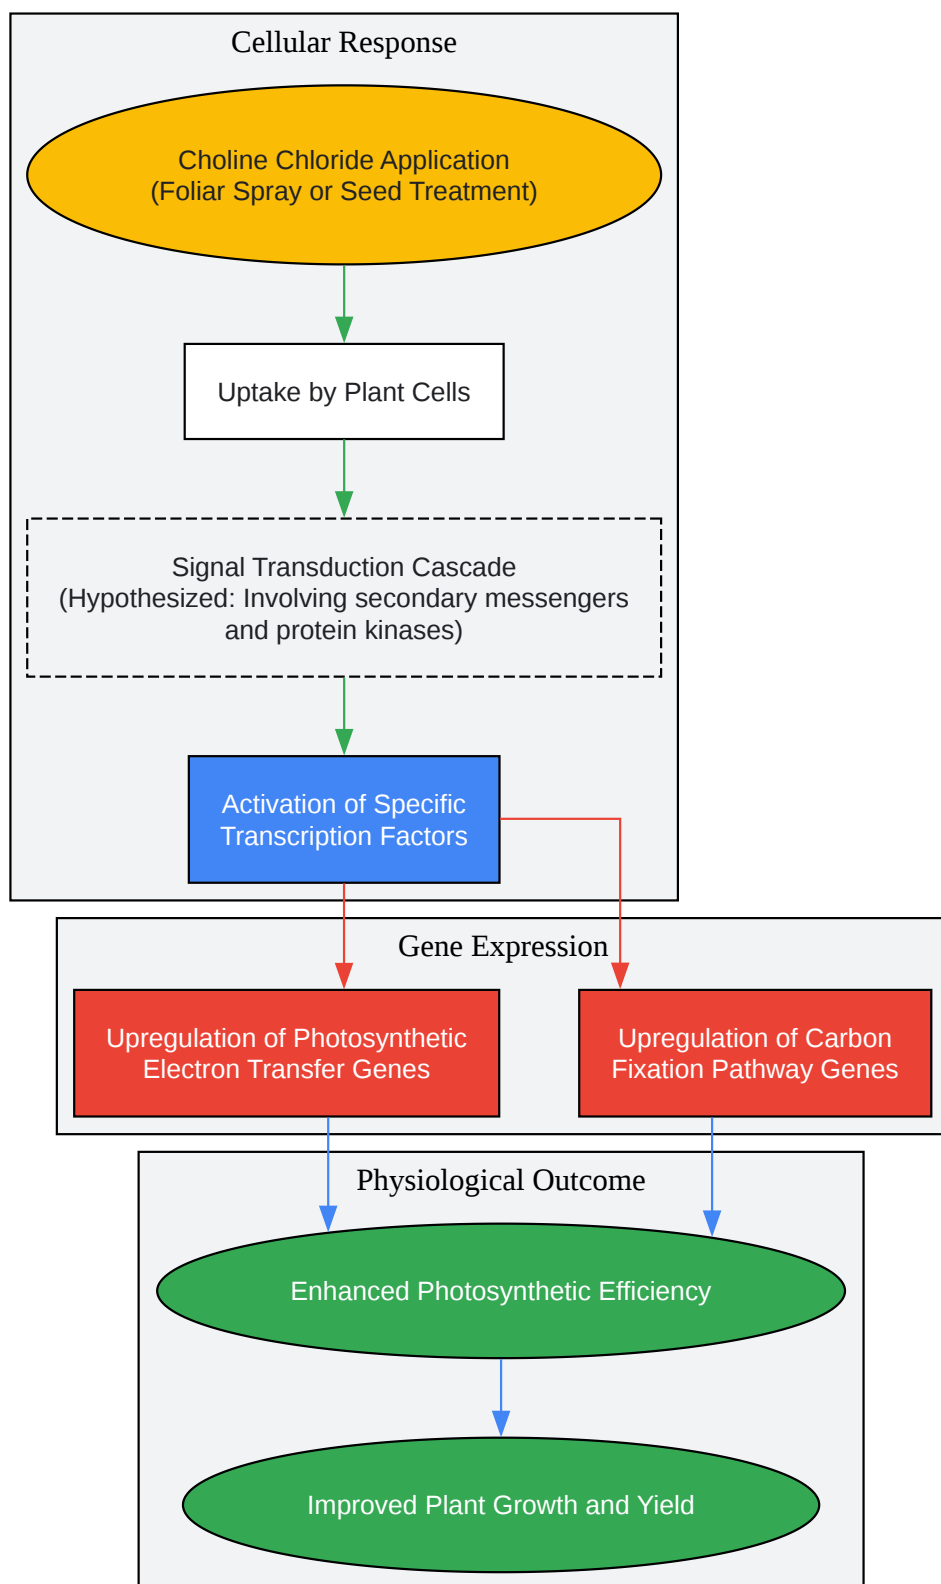 Cellular Response
Choline Chloride Application
(Foliar Spray or Seed Treatment)
Uptake by Plant Cells
Signal Transduction Cascade
(Hypothesized: Involving secondary messengers
and protein kinases)
Activation of Specific
Transcription Factors
Gene Expression
Upregulation of Photosynthetic
Electron Transfer Genes
Upregulation of Carbon
Fixation Pathway Genes
Physiological Outcome
Enhanced Photosynthetic Efficiency
Improved Plant Growth and Yield